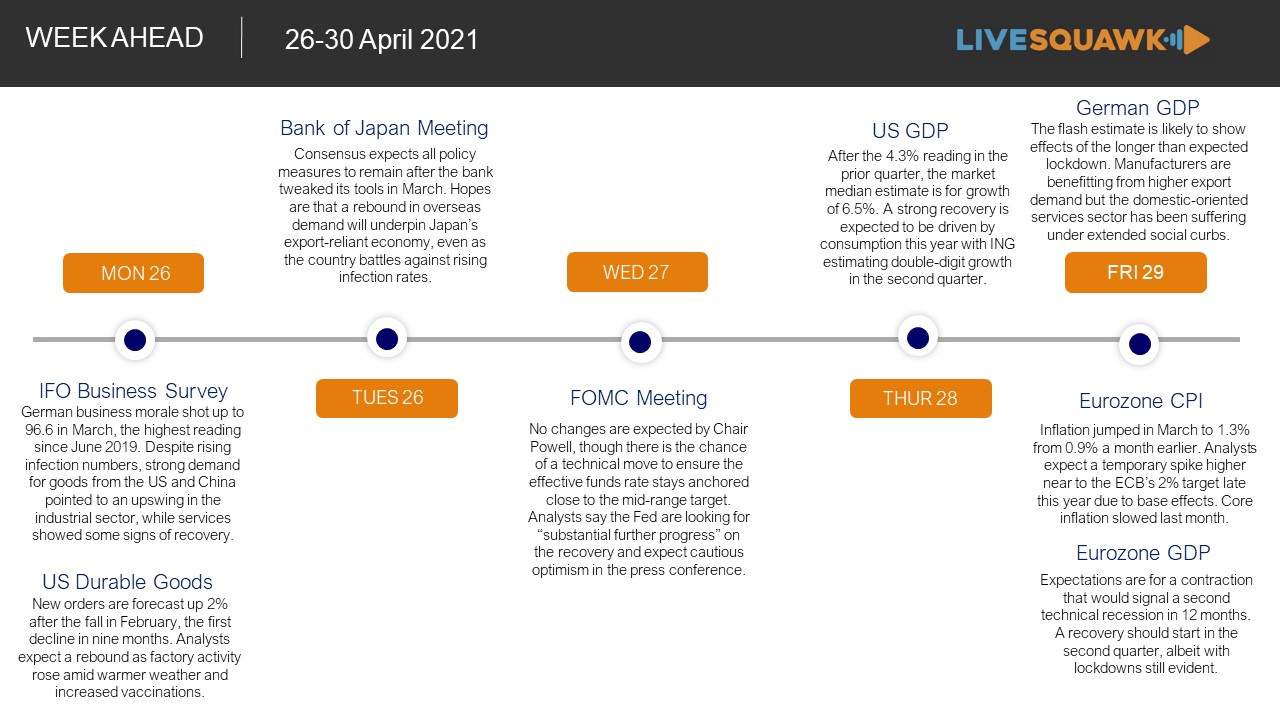 WEEK AHEAD
26-30 April 2021
LIVESQUAWK
MON 26
IFO Business Survey
German business morale shot up to
96.6 in March, the highest reading
since June 2019. Despite rising
infection numbers, strong demand
for goods from the US and China
pointed to an upswing in the
industrial sector, while services
showed some signs of recovery.
US Durable Goods
New orders are forecast up 2%
after the fall in February, the first
decline in nine months. Analysts
expect a rebound as factory activity
rose amid warmer weather and
increased vaccinations.
Bank of Japan Meeting
Consensus expects all policy
measures to remain after the bank
tweaked its tools in March. Hopes
are that a rebound in overseas
demand will underpin Japan's
export-reliant economy, even as
the country battles against rising
infection rates.
TUES 26
WED 27
FOMC Meeting
No changes are expected by Chair
Powell, though there is the chance
of a technical move to ensure the
effective funds rate stays anchored
close to the mid-range target.
Analysts say the Fed are looking for
“substantial further progress” on
the recovery and expect cautious
optimism in the press conference.
US GDP
After the 4.3% reading in the
prior quarter, the market
median estimate is for growth
of 6.5%. A strong recovery is
expected to be driven by
consumption this year with ING
estimating double-digit growth
in the second quarter.
THUR 28
German GDP
The flash estimate is likely to show
effects of the longer than expected
lockdown. Manufacturers are
benefitting from higher export
demand but the domestic-oriented
services sector has been suffering
under extended social curbs.
FRI 29
Eurozone CPI
Inflation jumped in March to 1.3%
from 0.9% a month earlier. Analysts
expect a temporary spike higher
near to the ECB's 2% target late
this year due to base effects. Core
inflation slowed last month.
Eurozone GDP
Expectations are for a contraction
that would signal a second
technical recession in 12 months.
A recovery should start in the
second quarter, albeit with
lockdowns still evident.